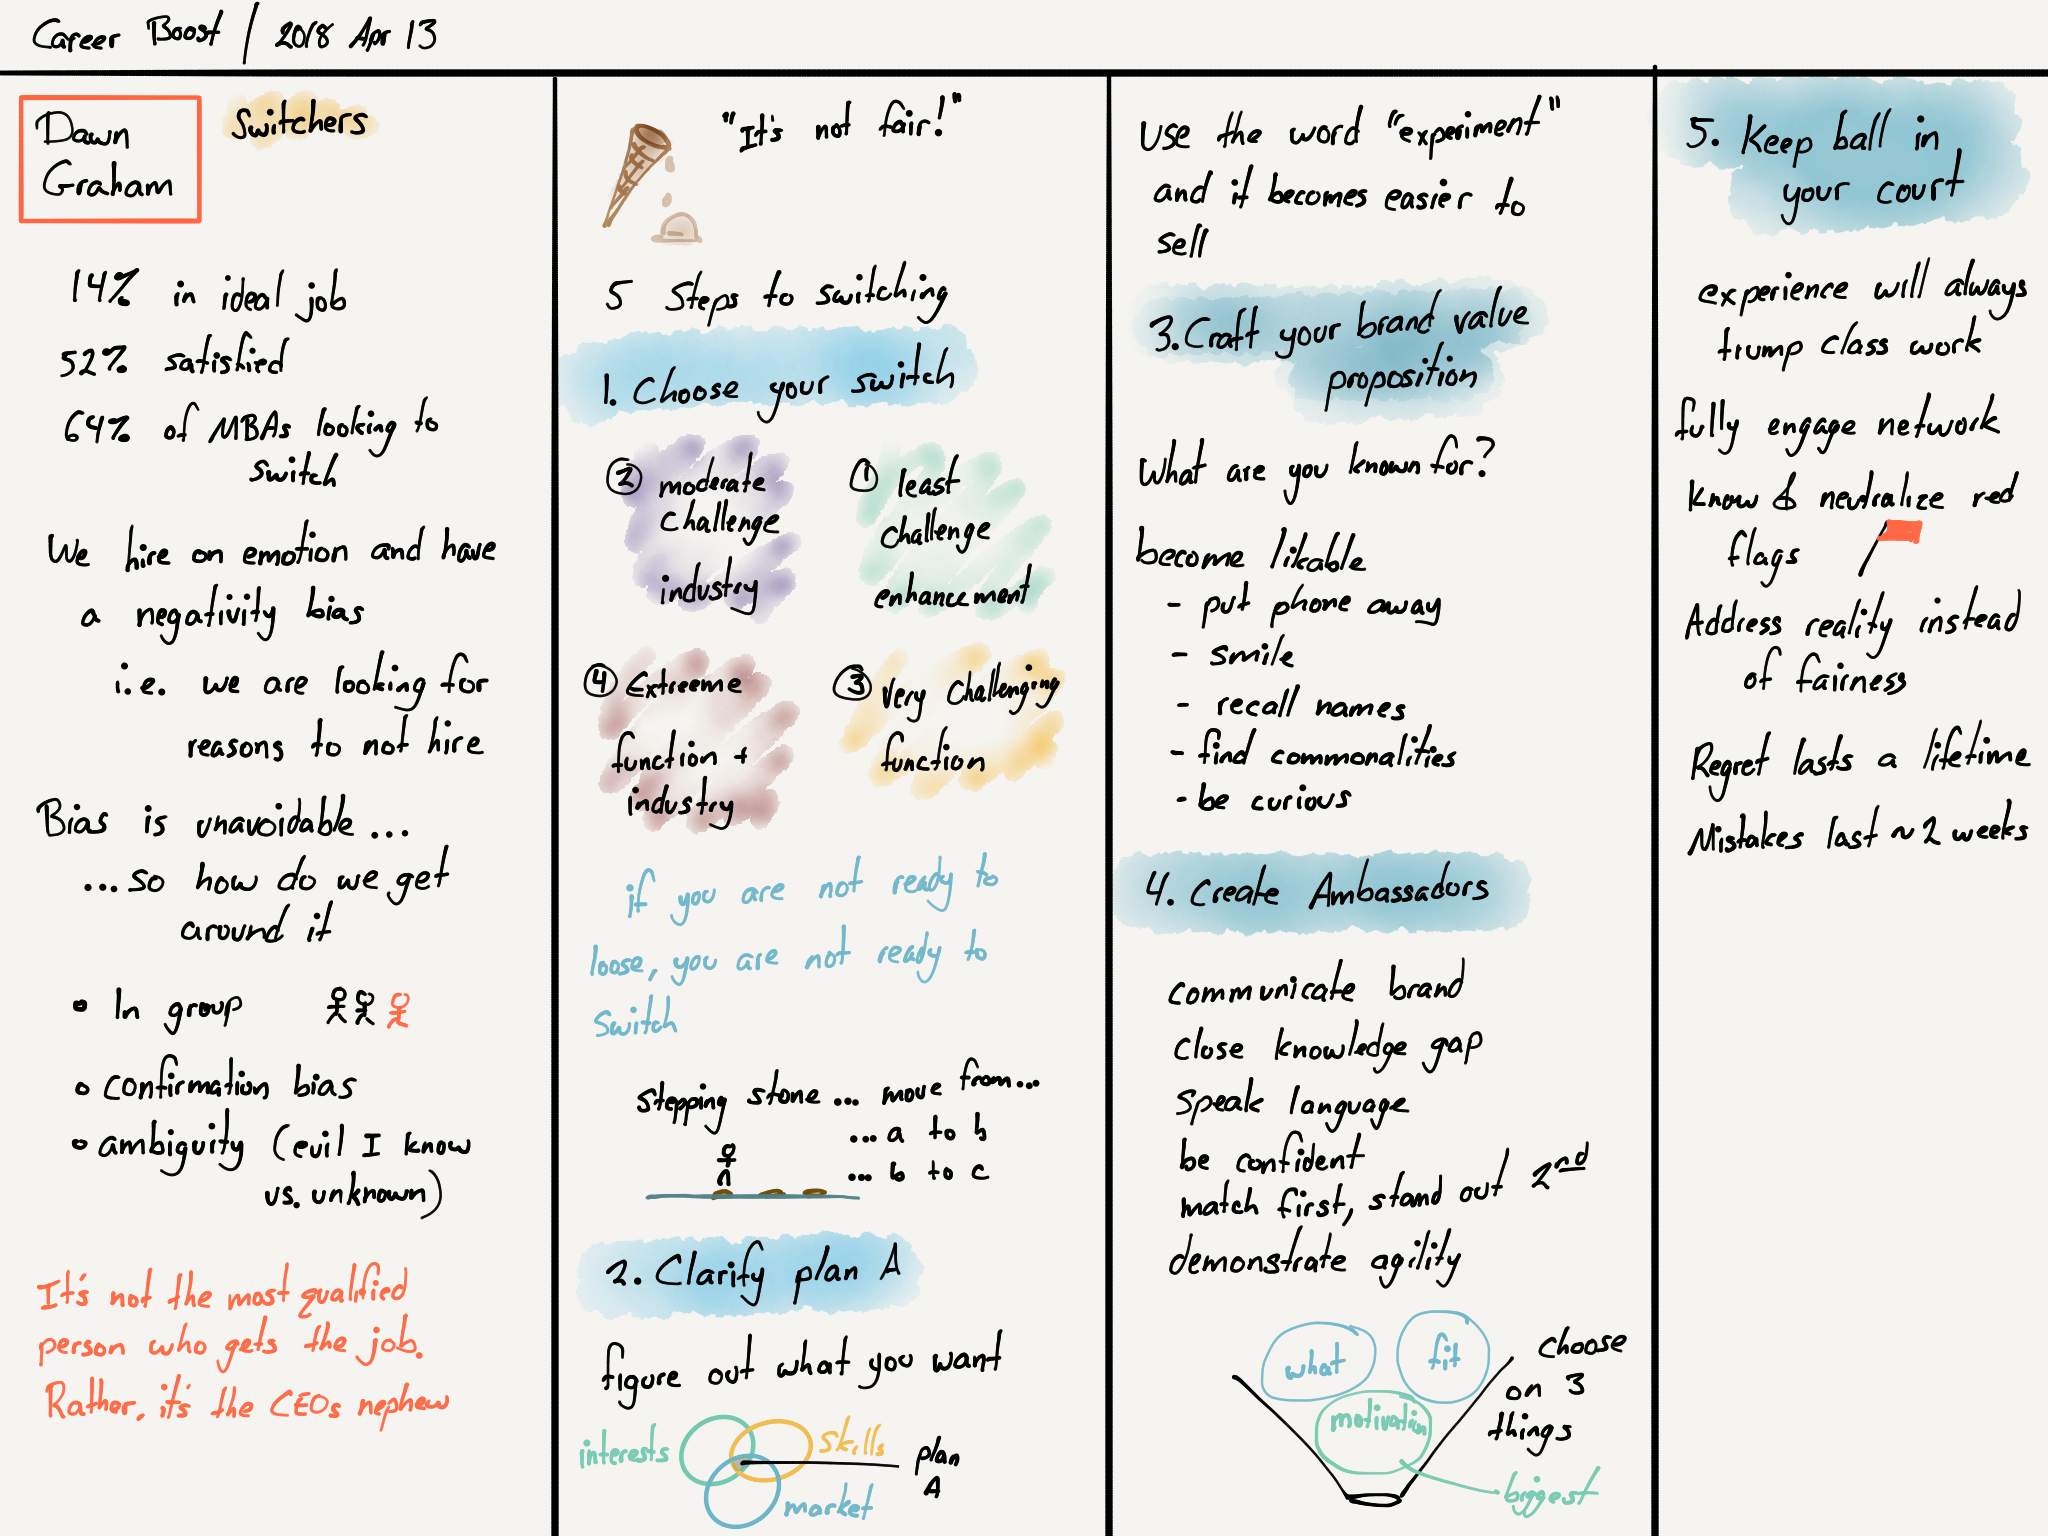 Career Boost / 2018 Apr 13
Dawn
Graham
Switchers
14% in ideal job
52% satisfied
64% of MBAs looking to
switch
We hire on emotion and have
a negativity bias
i.e. we are looking for
reasons to not hire
Bias is unavoidable...
...so how do we get
around it
• In group
• confirmation bias
• ambiguity (evil I know
vs. unknown)
It's not the most qualified
person who gets the job.
Rather, it's the CEOs nephew
"It's not fair!"
5 Steps to switching
1. Choose your switch
② moderate
challenge
industry
① least
challenge
enhancement
④ Extreeme
function +
industry
③ Very Challenging
function
if you are not ready to
loose, you are not ready to
switch
stepping stone... move from...
...a to b
...b to c
2. Clarify plan A
figure out what you want
interests
skills
market
plan
A
Use the word "experiment"
and it becomes easier to
sell
3. Craft your brand value
proposition
What are you known for?
become likable
- put phone away
- smile
- recall names
- find commonalities
- be curious
4. Create Ambassadors
communicate brand
close knowledge gap
speak language
be confident
match first, stand out 2nd
demonstrate agility
what
fit
motivation
choose
on 3
things
biggest
5. Keep ball in
your court
experience will always
trump class work
fully engage network
Know & neutralize red
flags
Address reality instead
of fairness
Regret lasts a lifetime
Mistakes last ~2 weeks